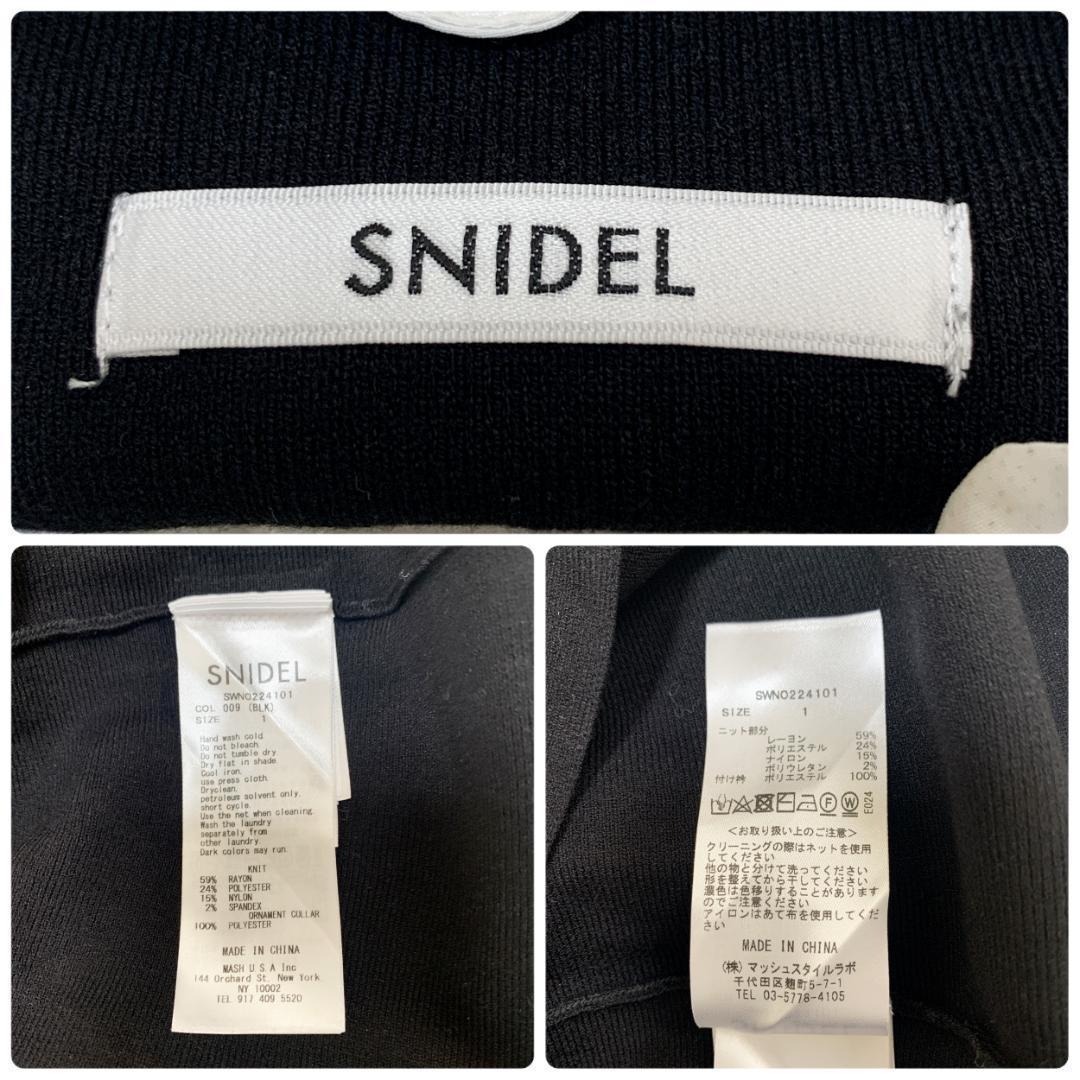 SNIDEL
SNIDEL
SWNO224101
COL 009 (BLK)
SIZE 1
Hand wash cold
Do not bleach.
Do not tumble dry.
Dry flat in shade.
Cool iron.
use press cloth.
Dryclean.
petroleum solvent only.
short cycle.
Use the net when cleaning.
Wash the laundry
separately from
other laundry.
Dark colors may run.
KNIT
59% RAYON
24% POLYESTER
15% NYLON
2% SPANDEX
ORNAMENT COLLAR
100% POLYESTER
MADE IN CHINA
MASH U.S.A Inc
144 Orchard St. New York
NY 10002
TEL 917 409 5520
SWNO224101
SIZE 1
ニット部分
レーヨン 59%
ポリエステル 24%
ナイロン 15%
ポリウレタン 2%
付け衿 ポリエステル 100%
E024
<お取り扱い上のご注意>
クリーニングの際はネットを使用
してください
他の物と分けて洗ってください
形を整えてから干してください
濃色は色移りすることがあります
のでご注意ください
アイロンはあて布を使用してくださ
い
MADE IN CHINA
(株) マッシュスタイルラボ
千代田区麹町5-7-1
TEL 03-5778-4105